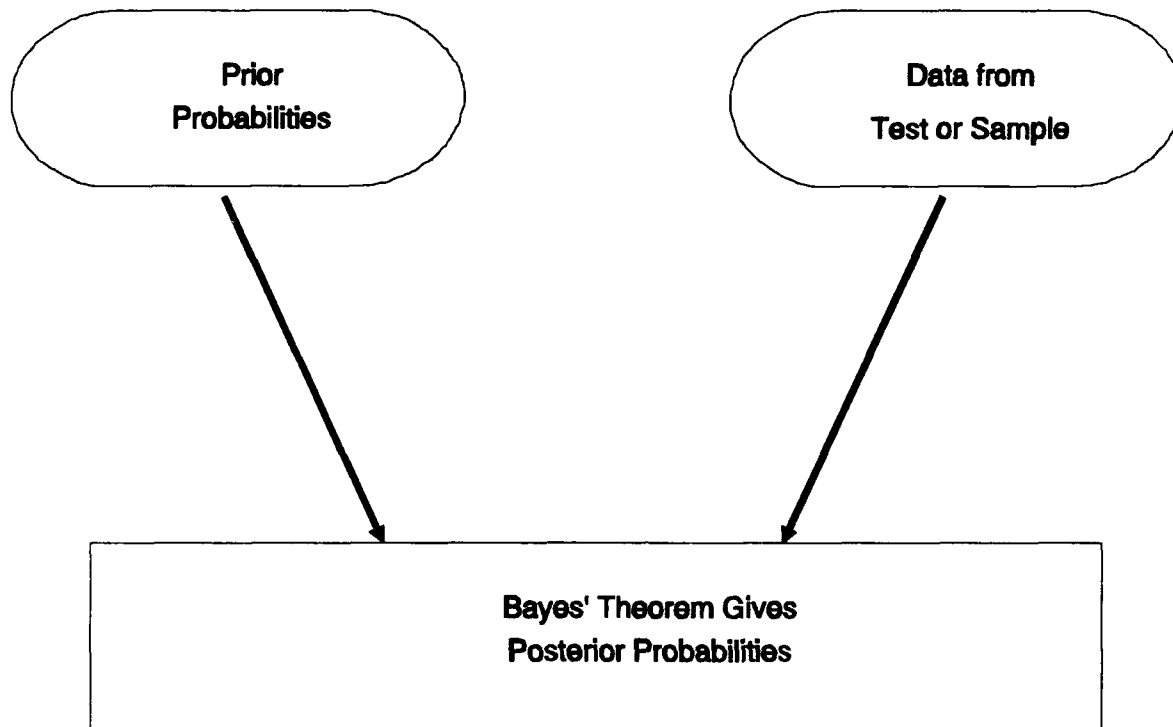 Prior
Probabilities
Data from
Test or Sample
Bayes' Theorem Gives
Posterior Probabilities